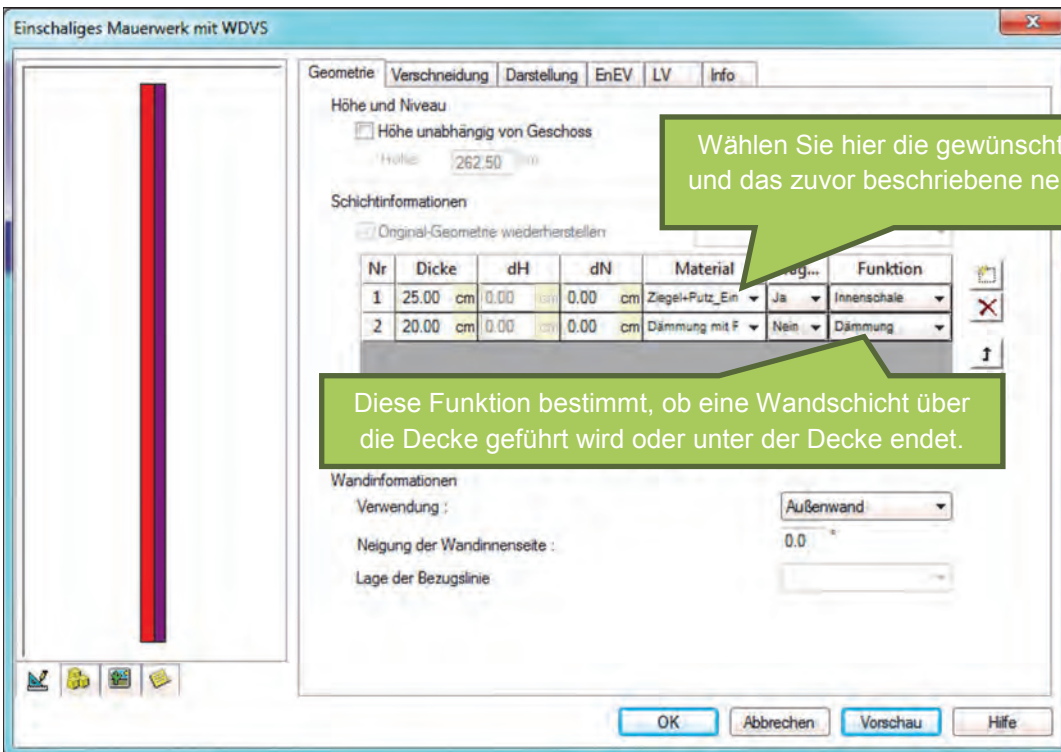 Einschaliges Mauerwerk mit WDVS
Geometrie Verschneidung Darstellung EnEV LV Info
Höhe und Niveau
Höhe unabhängig von Geschoss
Höhe: 262.50 cm
Wählen Sie hier die gewünscht
und das zuvor beschriebene ne
Schichtinformationen
Original-Geometrie wiederherstellen
Nr Dicke dH dN Material Funktion
1 25.00 cm 0.00 cm 0.00 cm Ziegel+Putz_Ein Ja Innenschale
2 20.00 cm 0.00 cm 0.00 cm Dämmung mit F Nein Dämmung
Diese Funktion bestimmt, ob eine Wandschicht über
die Decke geführt wird oder unter der Decke endet.
Wandinformationen
Verwendung : Außenwand
Neigung der Wandinnenseite : 0.0 °
Lage der Bezugslinie
OK Abbrechen Vorschau Hilfe